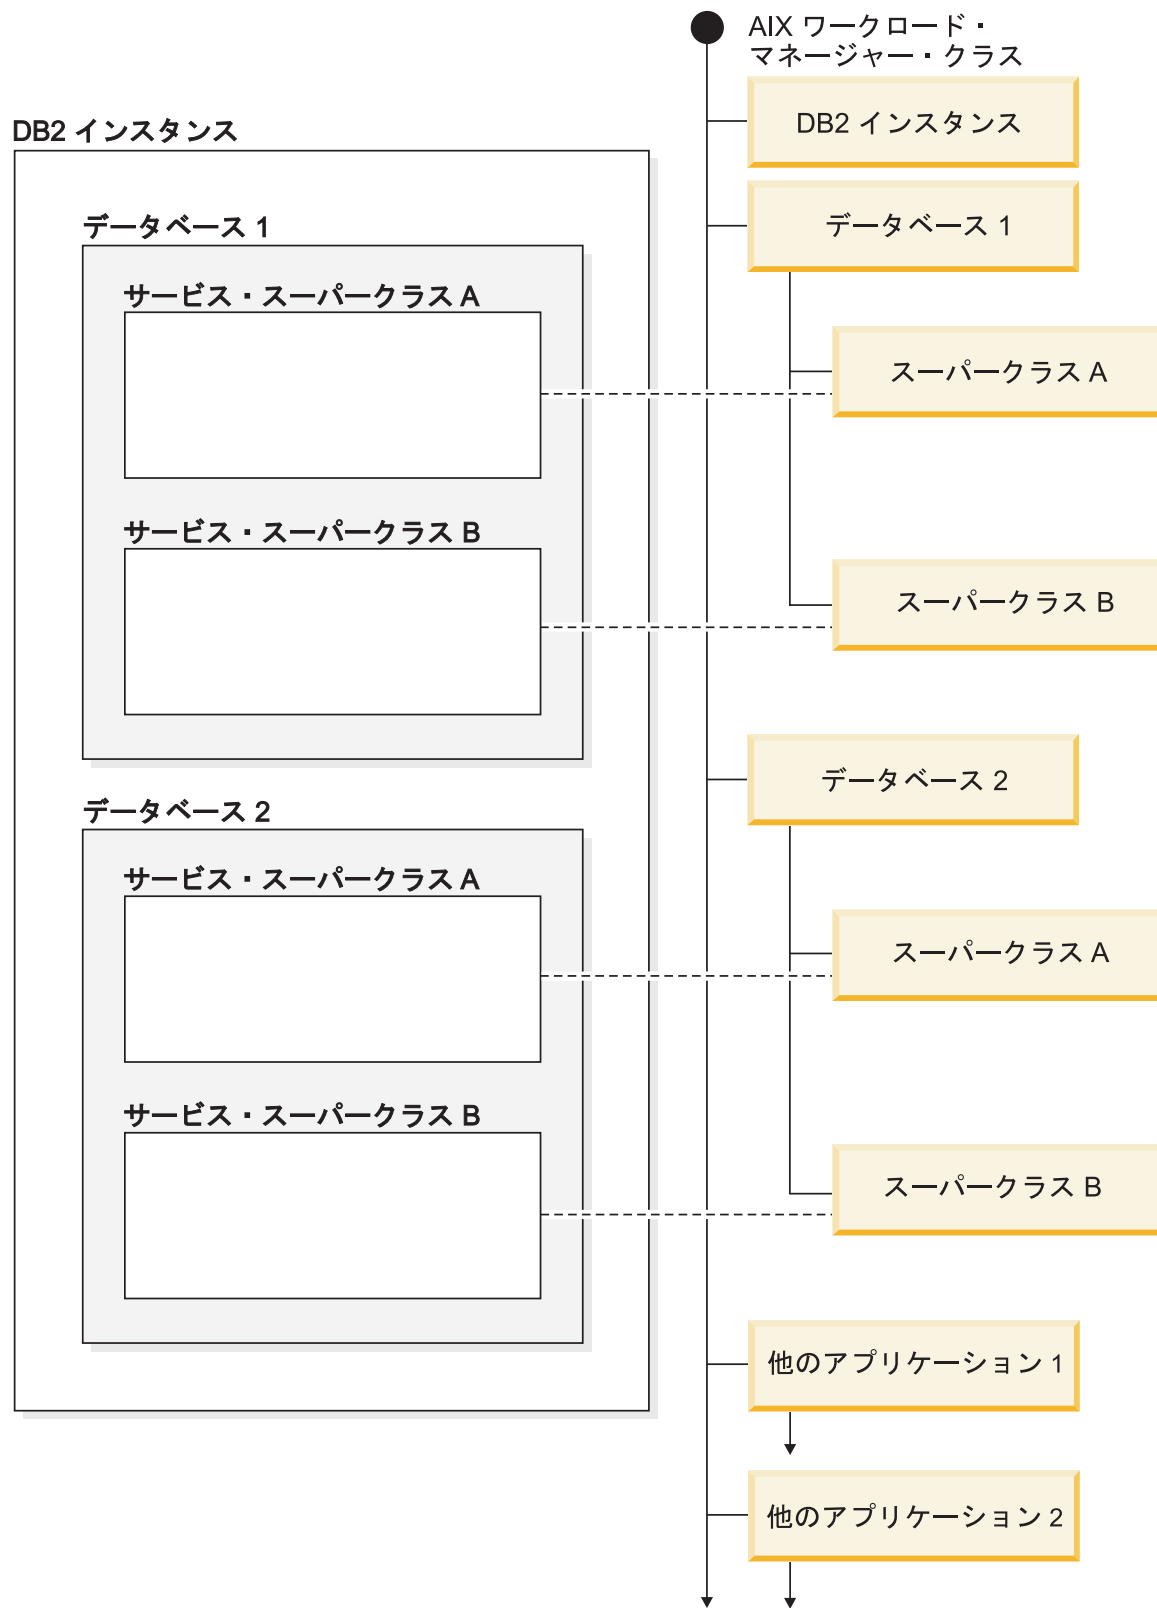 DB2 インスタンス
データベース 1
サービス・スーパークラス A
サービス・スーパークラス B
データベース 2
サービス・スーパークラス A
サービス・スーパークラス B
AIX ワークロード・
マネージャー・クラス
DB2 インスタンス
データベース 1
スーパークラス A
スーパークラス B
データベース 2
スーパークラス A
スーパークラス B
他のアプリケーション 1
他のアプリケーション 2